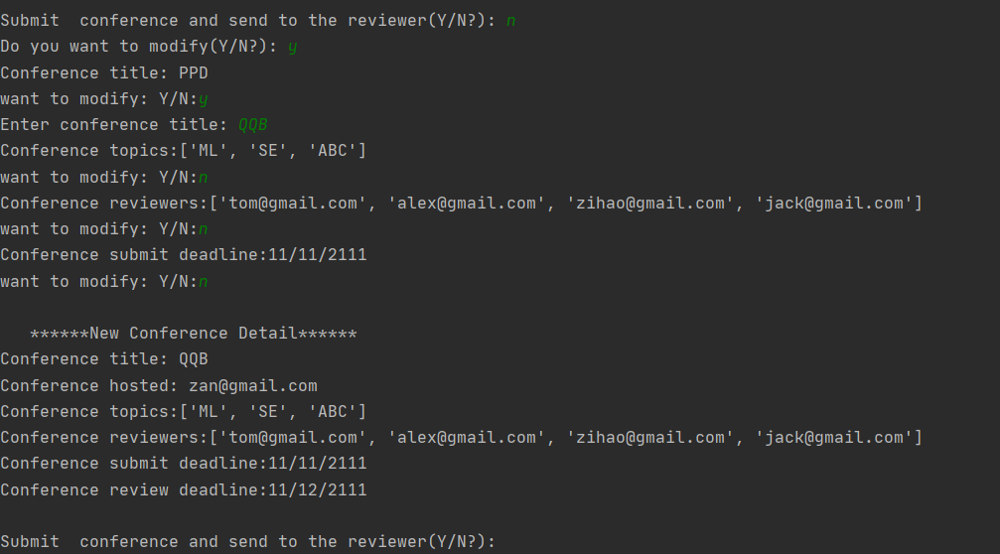 Submit  conference and send to the reviewer(Y/N?): n
Do you want to modify(Y/N?): y
Conference title: PPD
want to modify: Y/N:y
Enter conference title: QQB
Conference topics:['ML', 'SE', 'ABC']
want to modify: Y/N:n
Conference reviewers:['tom@gmail.com', 'alex@gmail.com', 'zihao@gmail.com', 'jack@gmail.com']
want to modify: Y/N:n
Conference submit deadline:11/11/2111
want to modify: Y/N:n
******New Conference Detail******
Conference title: QQB
Conference hosted: zan@gmail.com
Conference topics:['ML', 'SE', 'ABC']
Conference reviewers:['tom@gmail.com', 'alex@gmail.com', 'zihao@gmail.com', 'jack@gmail.com']
Conference submit deadline:11/11/2111
Conference review deadline:11/12/2111
Submit  conference and send to the reviewer(Y/N?):